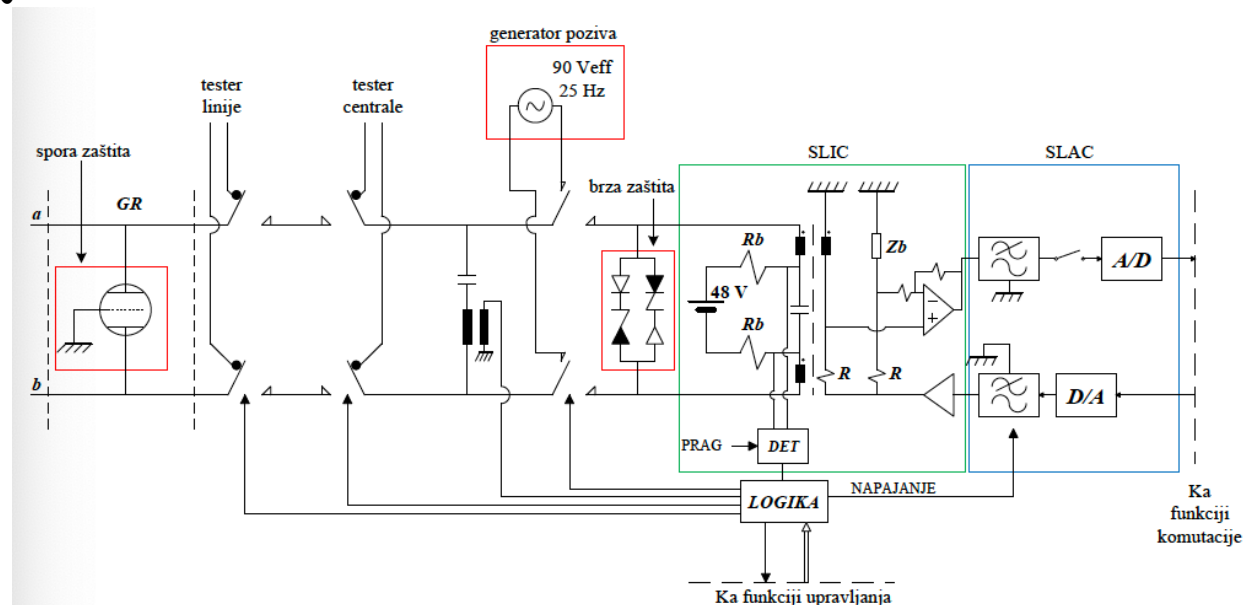 generator poziva
90 Veff
25 Hz
tester
linije
tester
centrale
spora zaštita
SLIC
SLAC
brza zaštita
a
GR
Rb
Zb
A/D
48 V
Rb
−
+
b
R
R
D/A
PRAG
DET
LOGIKA
NAPAJANJE
Ka
funkciji
komutacije
Ka funkciji upravljanja